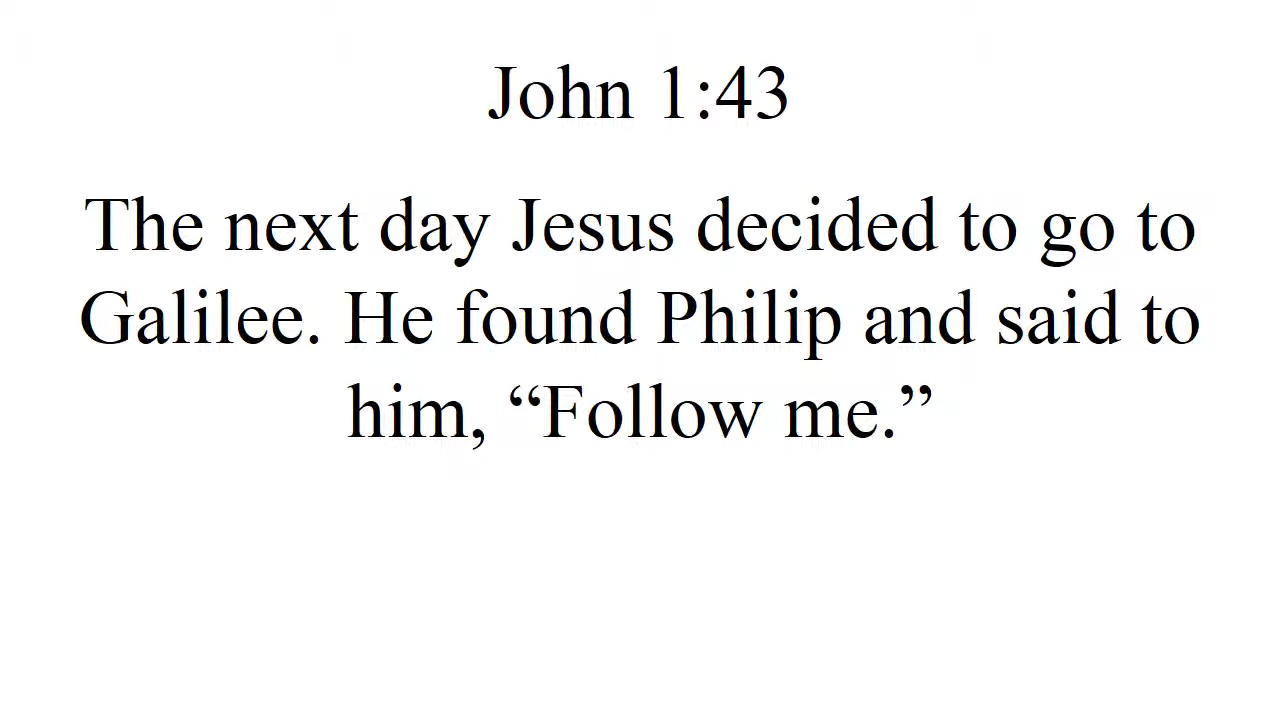 John 1:43
The next day Jesus decided to go to
Galilee. He found Philip and said to
him, “Follow me.”